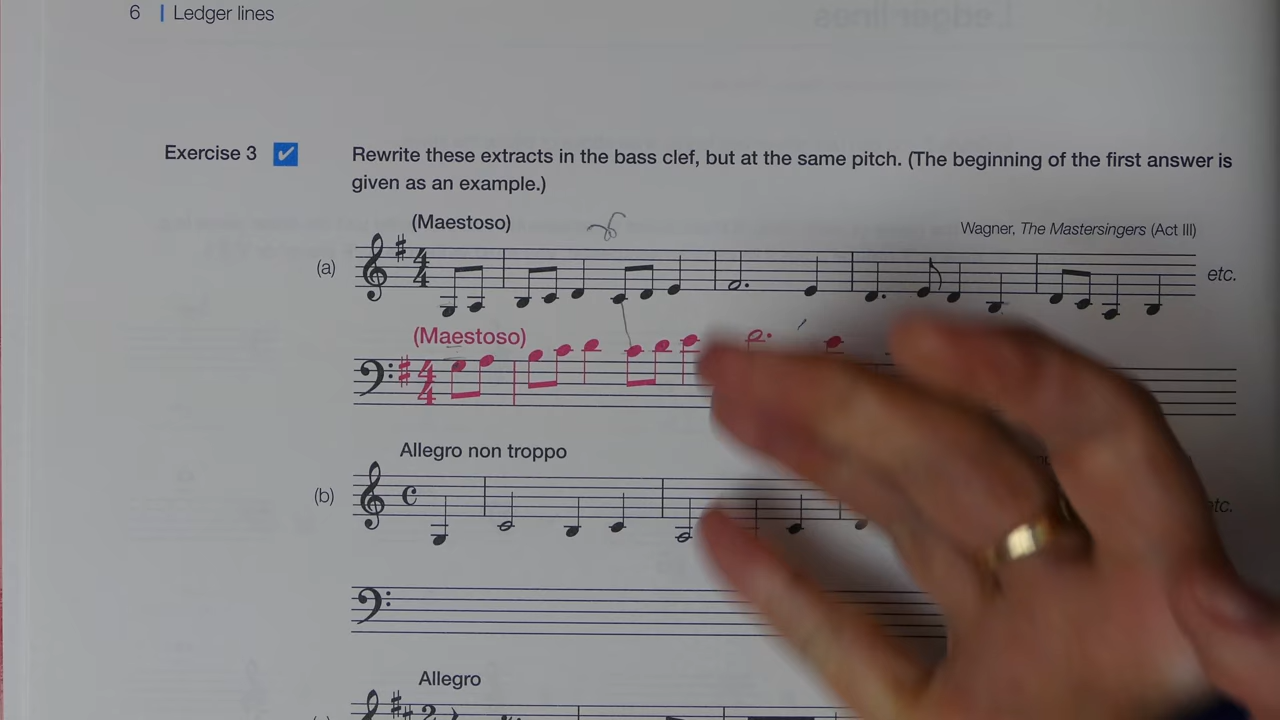 6 | Ledger lines
Exercise 3 Rewrite these extracts in the bass clef, but at the same pitch. (The beginning of the first answer is
given as an example.)
(Maestoso)
Wagner, The Mastersingers (Act III)
(a) etc.
(Maestoso)
Allegro non troppo
(b) etc.
Allegro